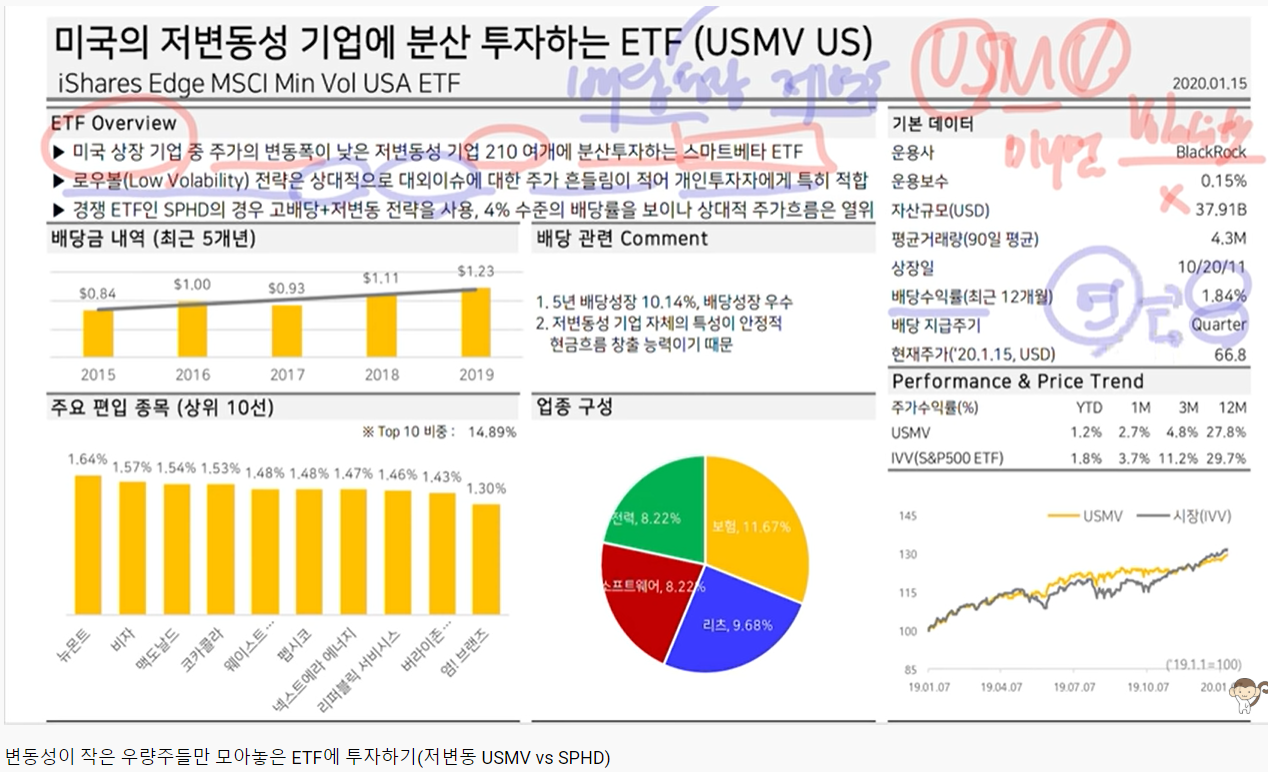 미국의 저변동성 기업에 분산 투자하는 ETF (USMV US)
iShares Edge MSCI Min Vol USA ETF
2020.01.15
배당성장
USMV
ETF Overview
▶ 미국 상장 기업 중 주가의 변동폭이 낮은 저변동성 기업 210 여개에 분산투자하는 스마트베타 ETF
▶ 로우볼(Low Volability) 전략은 상대적으로 대외이슈에 대한 주가 흔들림이 적어 개인투자자에게 특히 적합
▶ 경쟁 ETF인 SPHD의 경우 고배당+저변동 전략을 사용, 4% 수준의 배당률을 보이나 상대적 주가흐름은 열위
배당금 내역 (최근 5개년)
$0.84 $1.00 $0.93 $1.11 $1.23
2015 2016 2017 2018 2019
배당 관련 Comment
1. 5년 배당성장 10.14%, 배당성장 우수
2. 저변동성 기업 자체의 특성이 안정적
현금흐름 창출 능력이기 때문
기본 데이터
운용사 BlackRock
운용보수 0.15%
자산규모(USD) 37.91B
평균거래량(90일 평균) 4.3M
상장일 10/20/11
배당수익률(최근 12개월) 1.84%
배당 지급주기 Quarter
현재주가('20.1.15, USD) 66.8
주요 편입 종목 (상위 10선)
※ Top 10 비중 : 14.89%
1.64% 1.57% 1.54% 1.53% 1.48% 1.48% 1.47% 1.46% 1.43% 1.30%
뉴몬트 비자 맥도날드 코카콜라 웨이스트… 펩시코 넥스트에라 에너지 리퍼블릭 서비시스 버라이존… 얌! 브랜즈
업종 구성
전력, 8.22%
보험, 11.67%
소프트웨어, 8.22%
리츠, 9.68%
Performance & Price Trend
주가수익률(%) YTD 1M 3M 12M
USMV 1.2% 2.7% 4.8% 27.8%
IVV(S&P500 ETF) 1.8% 3.7% 11.2% 29.7%
USMV 시장(IVV)
145
130
115
100
85
('19.1.1=100)
19.01.07 19.04.07 19.07.07 19.10.07 20.01
변동성이 작은 우량주들만 모아놓은 ETF에 투자하기(저변동 USMV vs SPHD)